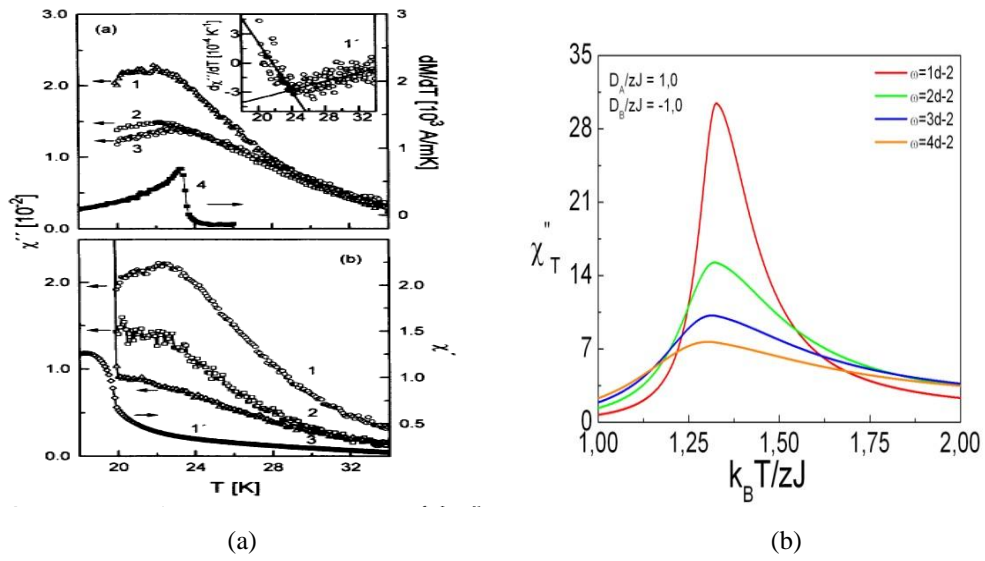 (a)
3.0
2.0
1.0
0.0
2.0
1.0
0.0
χ′′ [10⁻²]
1
2
3
4
3
2
1
0
dM/dT [10³ A/mK]
dχ′′/dT [10⁻⁴ K⁻¹]
4
0
-4
20
24
28
32
1´
(b)
1
2
3
1´
1.5
1.0
0.5
χ′
20
24
28
32
T [K]
(a)
35
28
21
14
7
0
χ"T
D_A/zJ = 1,0
D_B/zJ = -1,0
ω=1d-2
ω=2d-2
ω=3d-2
ω=4d-2
1,00
1,25
1,50
1,75
2,00
k_BT/zJ
(b)